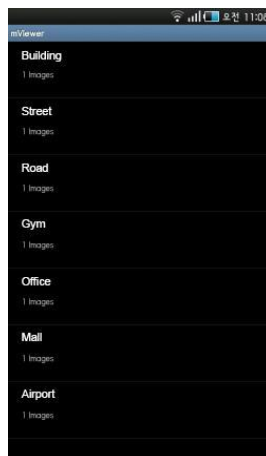 오전 11:06
mViewer
Building
1 Images
Street
1 Images
Road
1 Images
Gym
1 Images
Office
1 Images
Mall
1 Images
Airport
1 Images